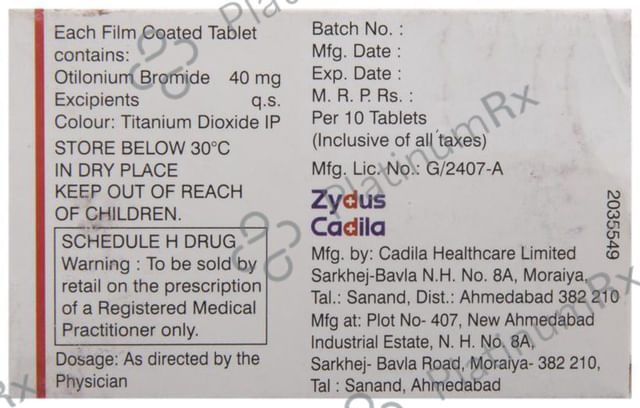 Each Film Coated Tablet
contains:
Otilonium Bromide 40 mg
Excipients q.s.
Colour: Titanium Dioxide IP
STORE BELOW 30°C
IN DRY PLACE
KEEP OUT OF REACH
OF CHILDREN.
SCHEDULE H DRUG
Warning : To be sold by
retail on the prescription
of a Registered Medical
Practitioner only.
Dosage: As directed by the
Physician
Batch No. :
Mfg. Date :
Exp. Date :
M. R. P. Rs. :
Per 10 Tablets
(Inclusive of all taxes)
Mfg. Lic. No.: G/2407-A
Zydus
Cadila
Mfg. by: Cadila Healthcare Limited
Sarkhej-Bavla N.H. No. 8A, Moraiya,
Tal.: Sanand, Dist.: Ahmedabad 382 210
Mfg at: Plot No- 407, New Ahmedabad
Industrial Estate, N. H. No. 8A,
Sarkhej- Bavla Road, Moraiya- 382 210,
Tal : Sanand, Ahmedabad
2035549
PlatinumRx
PlatinumRx